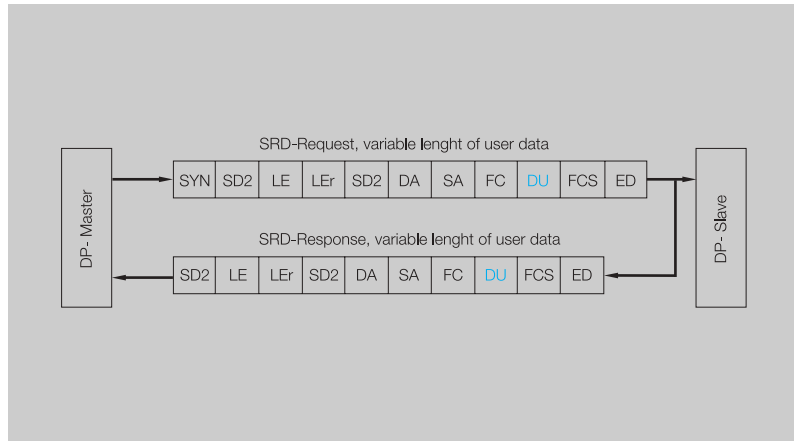 SRD-Request, variable lenght of user data
SYN SD2 LE LEr SD2 DA SA FC DU FCS ED
DP- Master
DP- Slave
SRD-Response, variable lenght of user data
SD2 LE LEr SD2 DA SA FC DU FCS ED